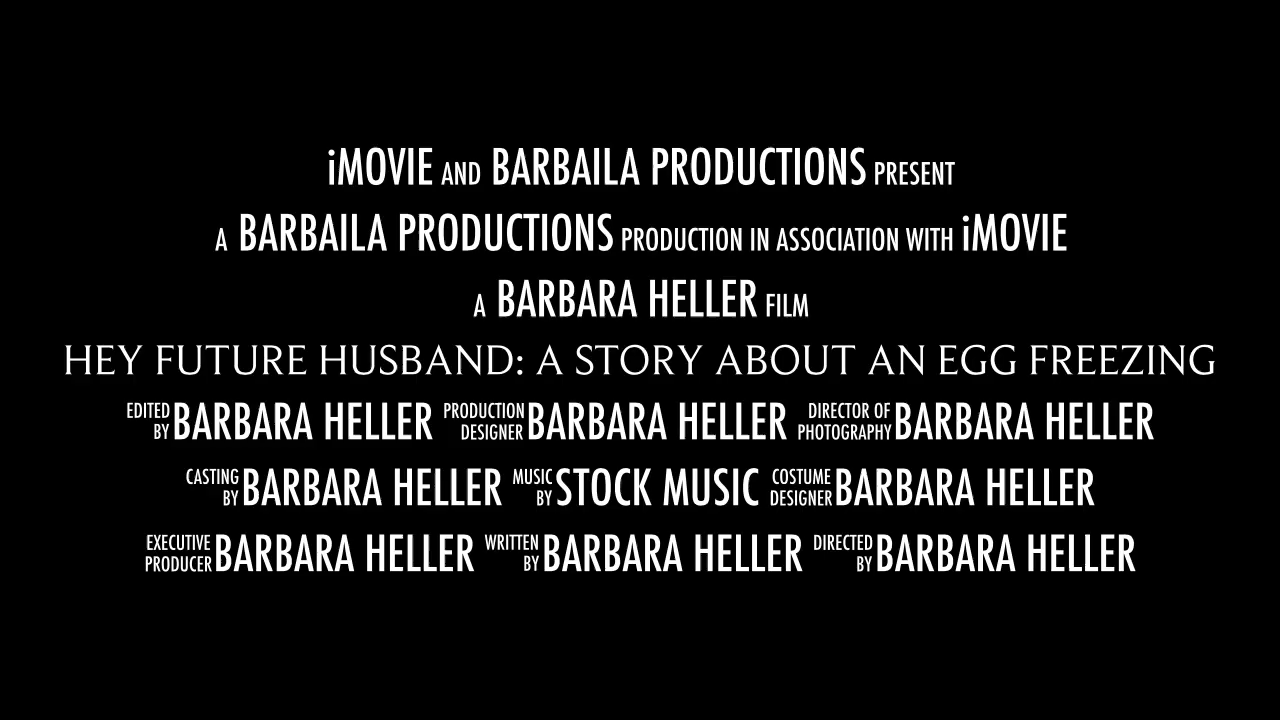 iMOVIE AND BARBAILA PRODUCTIONS PRESENT
A BARBAILA PRODUCTIONS PRODUCTION IN ASSOCIATION WITH iMOVIE
A BARBARA HELLER FILM
HEY FUTURE HUSBAND: A STORY ABOUT AN EGG FREEZING
EDITED BY BARBARA HELLER PRODUCTION DESIGNER BARBARA HELLER DIRECTOR OF PHOTOGRAPHY BARBARA HELLER
CASTING BY BARBARA HELLER MUSIC BY STOCK MUSIC COSTUME DESIGNER BARBARA HELLER
EXECUTIVE PRODUCER BARBARA HELLER WRITTEN BY BARBARA HELLER DIRECTED BY BARBARA HELLER